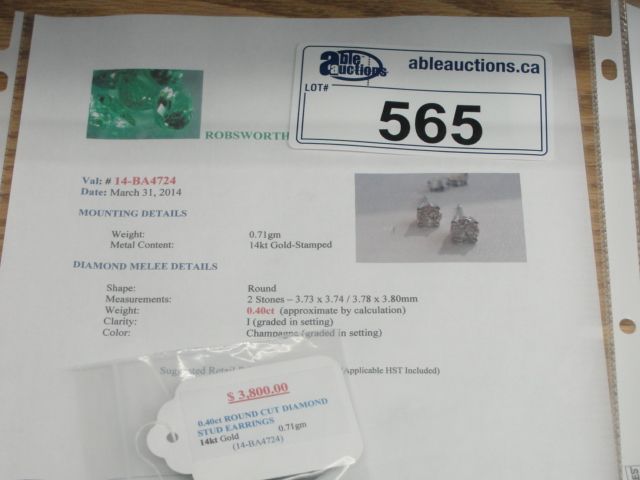 able auctions
ableauctions.ca
LOT#
565
ROBSWORTH
Val: # 14-BA4724
Date: March 31, 2014
MOUNTING DETAILS
Weight: 0.71gm
Metal Content: 14kt Gold-Stamped
DIAMOND MELEE DETAILS
Shape: Round
Measurements: 2 Stones – 3.73 x 3.74 / 3.78 x 3.80mm
Weight: 0.40ct (approximate by calculation)
Clarity: I (graded in setting)
Color: Champagne (graded in setting)
Suggested Retail Applicable HST Included)
$ 3,800.00
0.40ct ROUND CUT DIAMOND
STUD EARRINGS
14kt Gold 0.71gm
(14-BA4724)